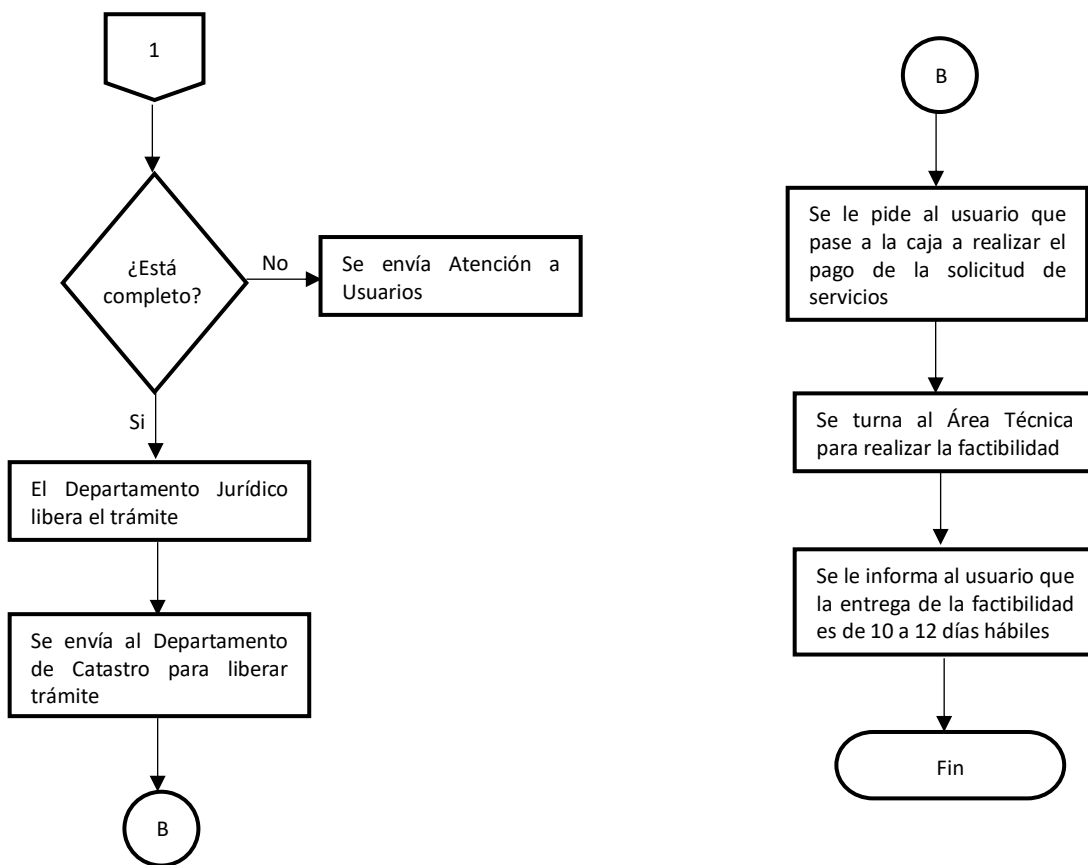 1
¿Está
completo?
No
Se envía Atención a
Usuarios
Si
El Departamento Jurídico
libera el trámite
Se envía al Departamento
de Catastro para liberar
trámite
B
B
Se le pide al usuario que
pase a la caja a realizar el
pago de la solicitud de
servicios
Se turna al Área Técnica
para realizar la factibilidad
Se le informa al usuario que
la entrega de la factibilidad
es de 10 a 12 días hábiles
Fin